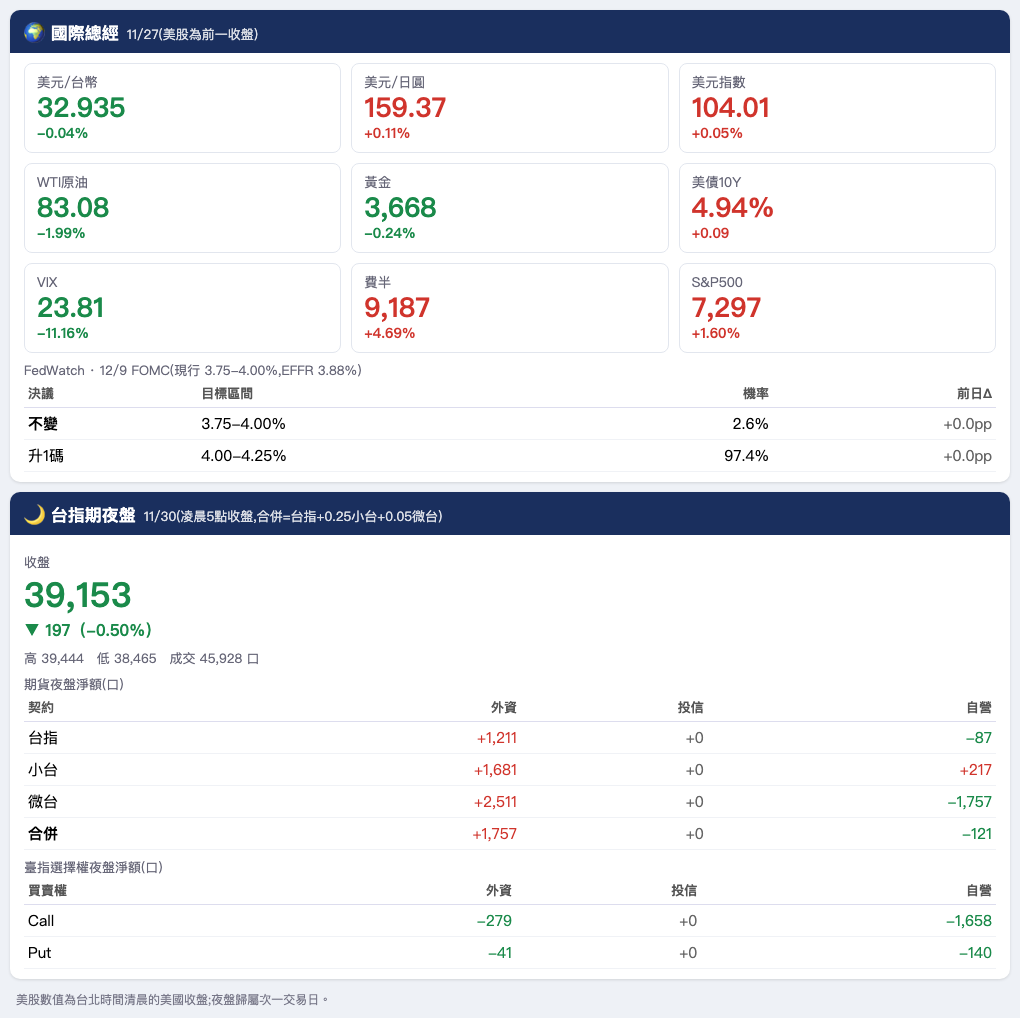 🌍 國際總經 11/27(美股為前一收盤)
美元/台幣 美元/日圓 美元指數
32.935 159.37 104.01
−0.04% +0.11% +0.05%
WTI原油 黃金 美債10Y
83.08 3,668 4.94%
−1.99% −0.24% +0.09
VIX 費半 S&P500
23.81 9,187 7,297
−11.16% +4.69% +1.60%
FedWatch · 12/9 FOMC(現行 3.75–4.00%,EFFR 3.88%)
決議 目標區間 機率 前日Δ
不變 3.75–4.00% 2.6% +0.0pp
升1碼 4.00–4.25% 97.4% +0.0pp
🌙 台指期夜盤 11/30(凌晨5點收盤,合併=台指+0.25小台+0.05微台)
收盤
39,153
▼ 197 (−0.50%)
高 39,444 低 38,465 成交 45,928 口
期貨夜盤淨額(口)
契約 外資 投信 自營
台指 +1,211 +0 −87
小台 +1,681 +0 +217
微台 +2,511 +0 −1,757
合併 +1,757 +0 −121
臺指選擇權夜盤淨額(口)
買賣權 外資 投信 自營
Call −279 +0 −1,658
Put −41 +0 −140
美股數值為台北時間清晨的美國收盤;夜盤歸屬次一交易日。